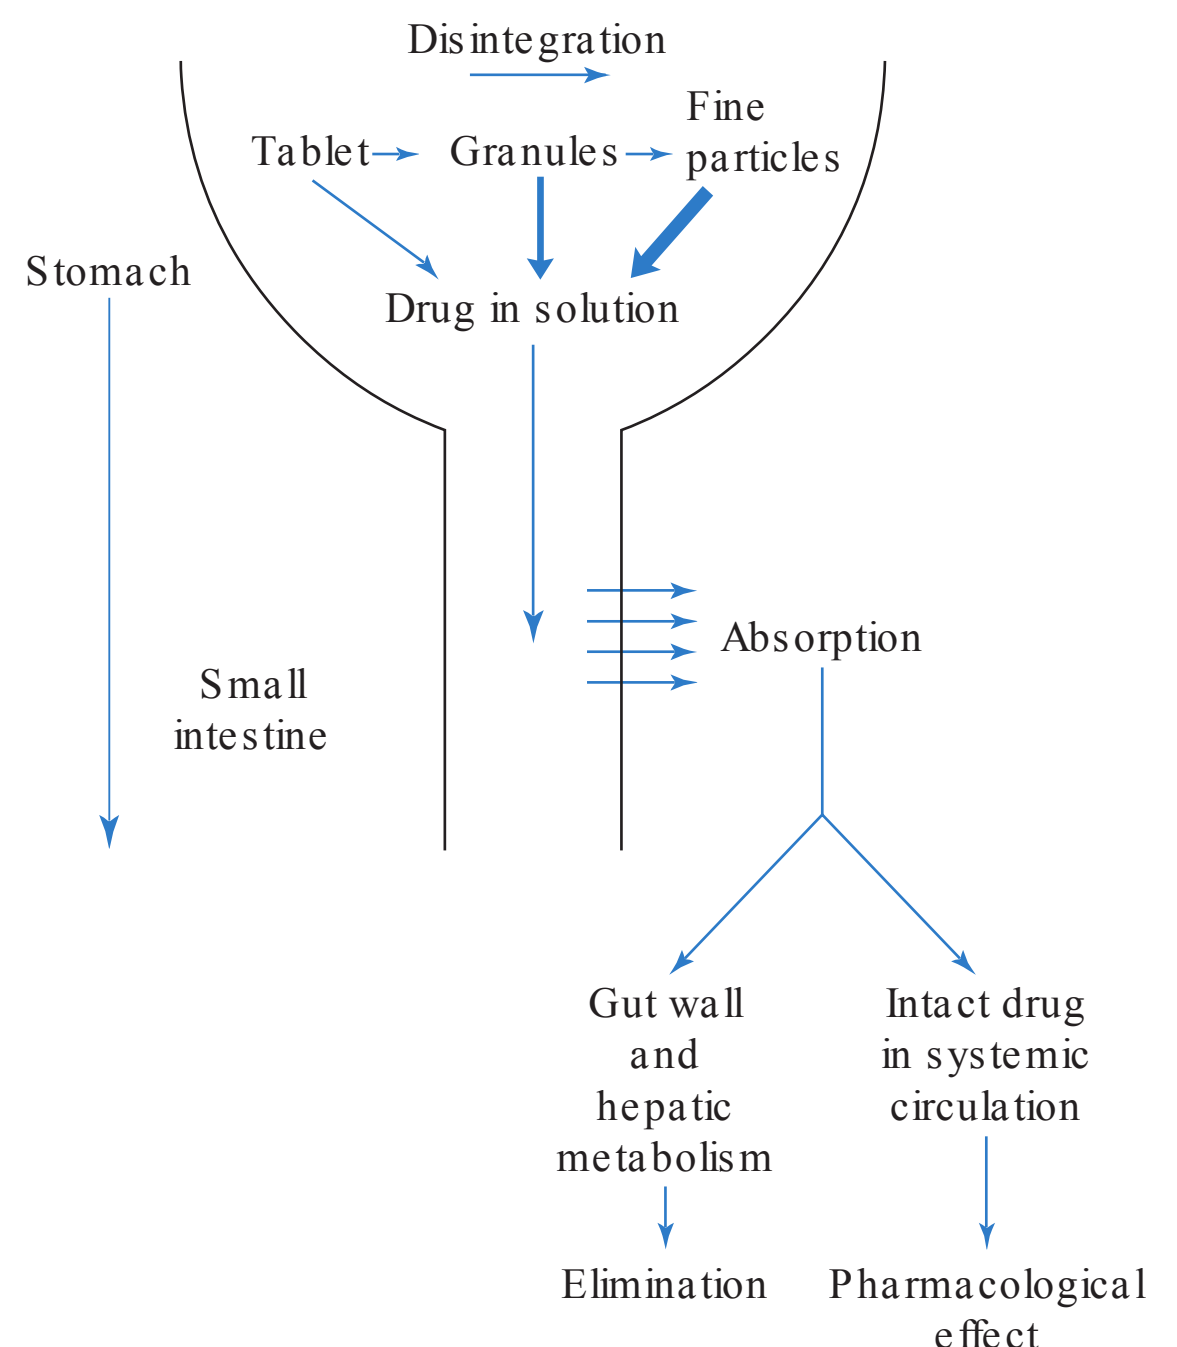 Disintegration
Tablet
Granules
Fine
particles
Stomach
Drug in solution
Absorption
Small
intestine
Gut wall
and
hepatic
metabolism
Intact drug
in systemic
circulation
Elimination
Pharmacological
effect